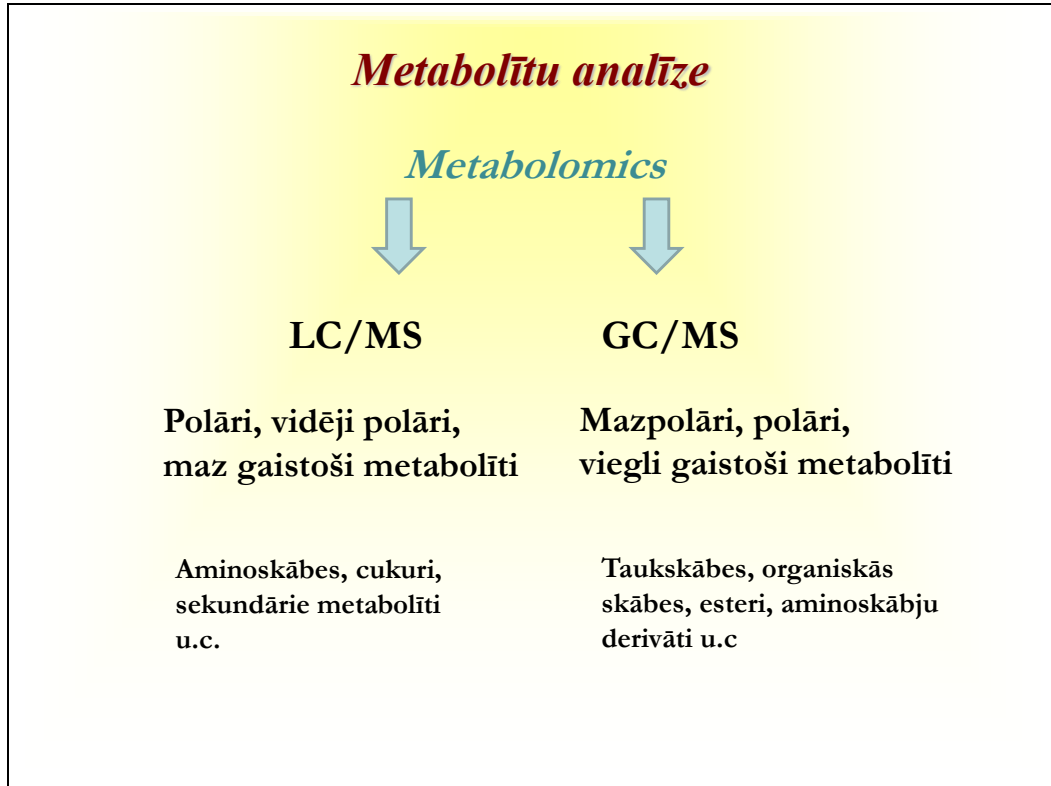 Metabolītu analīze
Metabolomics
LC/MS
GC/MS
Polāri, vidēji polāri,
maz gaistoši metabolīti
Mazpolāri, polāri,
viegli gaistoši metabolīti
Aminoskābes, cukuri,
sekundārie metabolīti
u.c.
Taukskābes, organiskās
skābes, esteri, aminoskābju
derivāti u.c